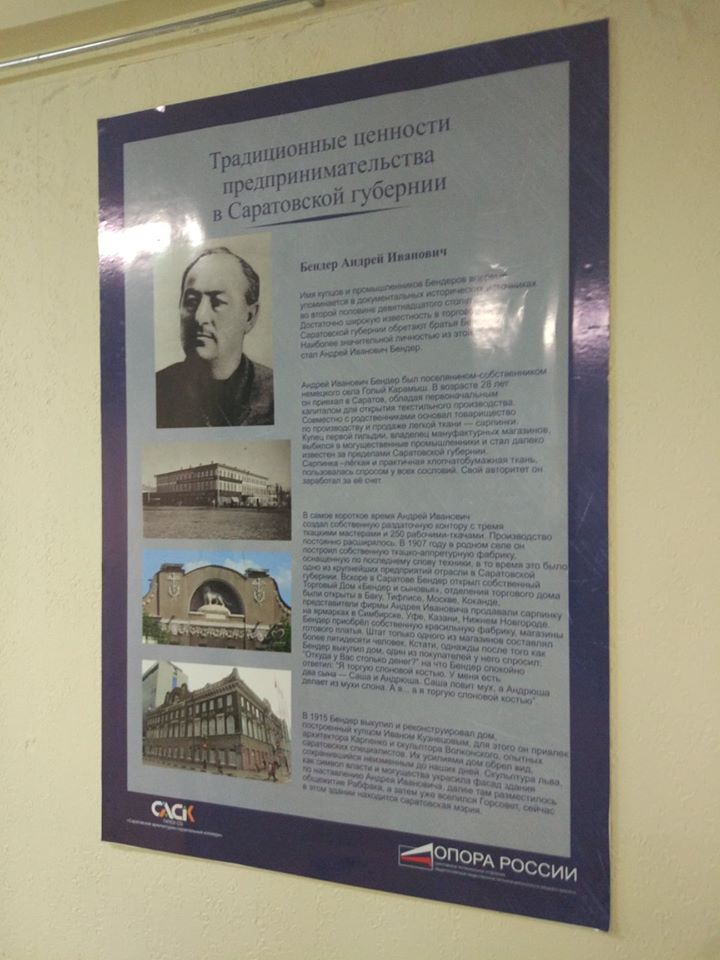 Традиционные ценности
предпринимательства
в Саратовской губернии
Бендер Андрей Иванович
Имя купцов и промышленников Бендеров впервые
упоминается в документальных исторических источниках
во второй половине девятнадцатого
Достаточно широкую известность в торговом
Саратовской губернии обретают братья
Наиболее значительной личностью из этой
стал Андрей Иванович Бендер.
Андрей Иванович Бендер был поселянином-собственником
немецкого села Голый Карамыш. В возрасте 28 лет
он приехал в Саратов, обладая первоначальным
капиталом для открытия текстильного производства.
Совместно с родственниками основал товарищество
по производству и продаже легкой ткани — сарпинки.
Купец первой гильдии, владелец мануфактурных магазинов,
выбился в могущественные промышленники и стал далеко
известен за пределами Саратовской губернии.
Сарпинка –лёгкая и практичная хлопчатобумажная ткань,
пользовалась спросом у всех сословий. Свой авторитет он
заработал за её счет.
В самое короткое время Андрей Иванович
создал собственную раздаточную контору с тремя
ткацкими мастерами и 250 рабочими-ткачами. Производство
постоянно расширялось. В 1907 году в родном селе он
построил собственную ткацко-аппретурную фабрику,
оснащенную по последнему слову техники, в то время это было
одно из крупнейших предприятий отрасли в Саратовской
губернии. Вскоре в Саратове Бендер открыл собственный
Торговый Дом «Бендер и сыновья», отделения торгового дома
были открыты в Баку, Тифлисе, Москве, Коканде,
представители фирмы Андрея Ивановича продавали сарпинку
на ярмарках в Симбирске, Уфе, Казани, Нижнем Новгороде.
Бендер приобрёл собственную красильную фабрику, магазины
готового платья. Штат только одного из магазинов составлял
более пятидесяти человек. Кстати, однажды после того как
Бендер выкупил дом, один из покупателей у него спросил:
"Откуда у Вас столько денег?" на что Бендер спокойно
ответил: "Я торгую слоновой костью. У меня есть
два сына — Саша и Андрюша. Саша ловит мух, а Андрюша
делает из мухи слона. А я... а я торгую слоновой костью".
В 1915 Бендер выкупил и реконструировал дом,
построенный купцом Иваном Кузнецовым, для этого он привлек
архитектора Карпенко и скульптора Волконского, опытных
саратовских специалистов. Их усилиями дом обрел вид,
сохранившийся неизменным до наших дней. Скульптура льва,
как символ власти и могущества украсила фасад здания
по наставлению Андрея Ивановича, далее там разместилось
общежитие Рабфака, а затем уже вселился Горсовет, сейчас
в этом здании находится саратовская мэрия.
САСК
ОПОРА РОССИИ